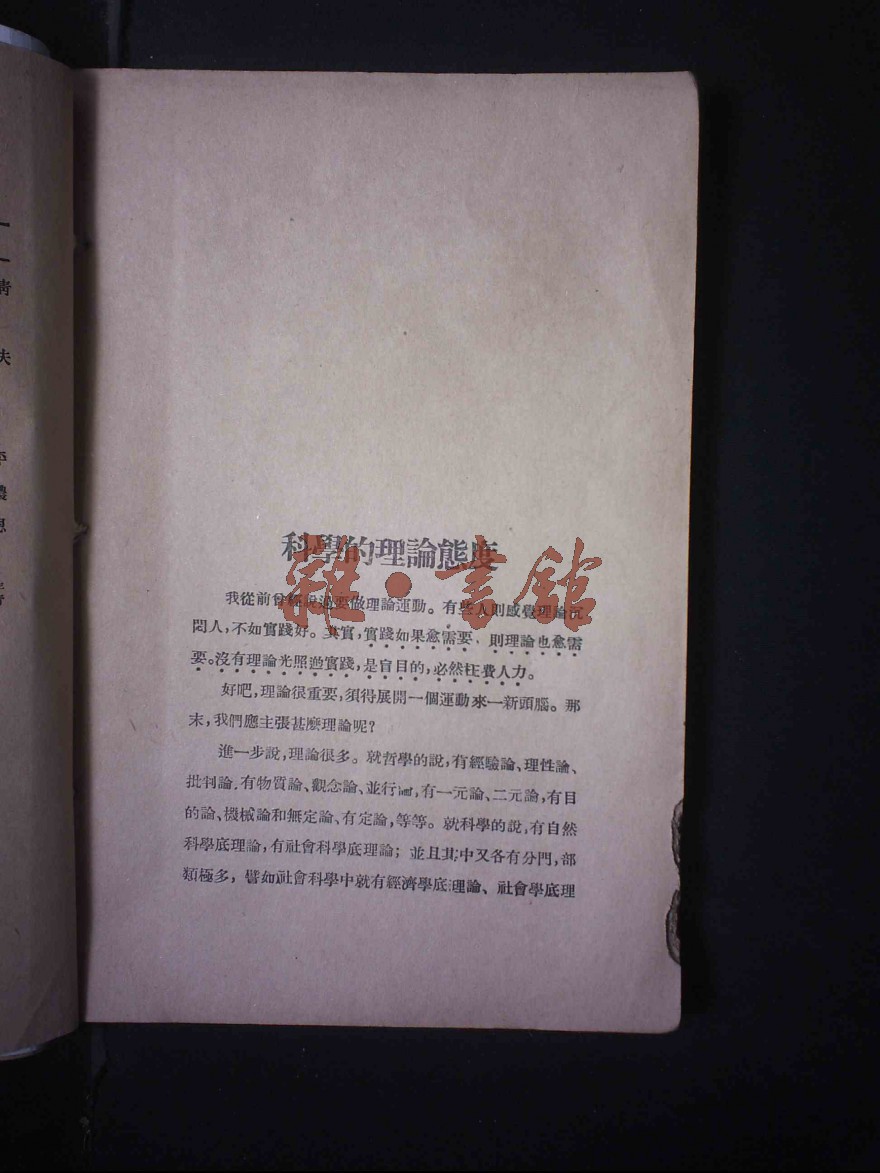 科學的理論態度
雜·書館
我從前曾經說過要做理論運動。有些人則感覺理論沉
悶人,不如實踐好。其實,實踐如果愈需要,則理論也愈需
要。沒有理論光照過實踐,是盲目的,必然枉費人力。
好吧,理論很重要,須得展開一個運動來一新頭腦。那
末,我們應主張甚麼理論呢?
進一步說,理論很多。就哲學的說,有經驗論、理性論、
批判論,有物質論、觀念論、並行論,有一元論、二元論,有目
的論、機械論和無定論、有定論,等等。就科學的說,有自然
科學底理論,有社會科學底理論;並且其中又各有分門,部
類極多,譬如社會科學中就有經濟學底理論、社會學底理